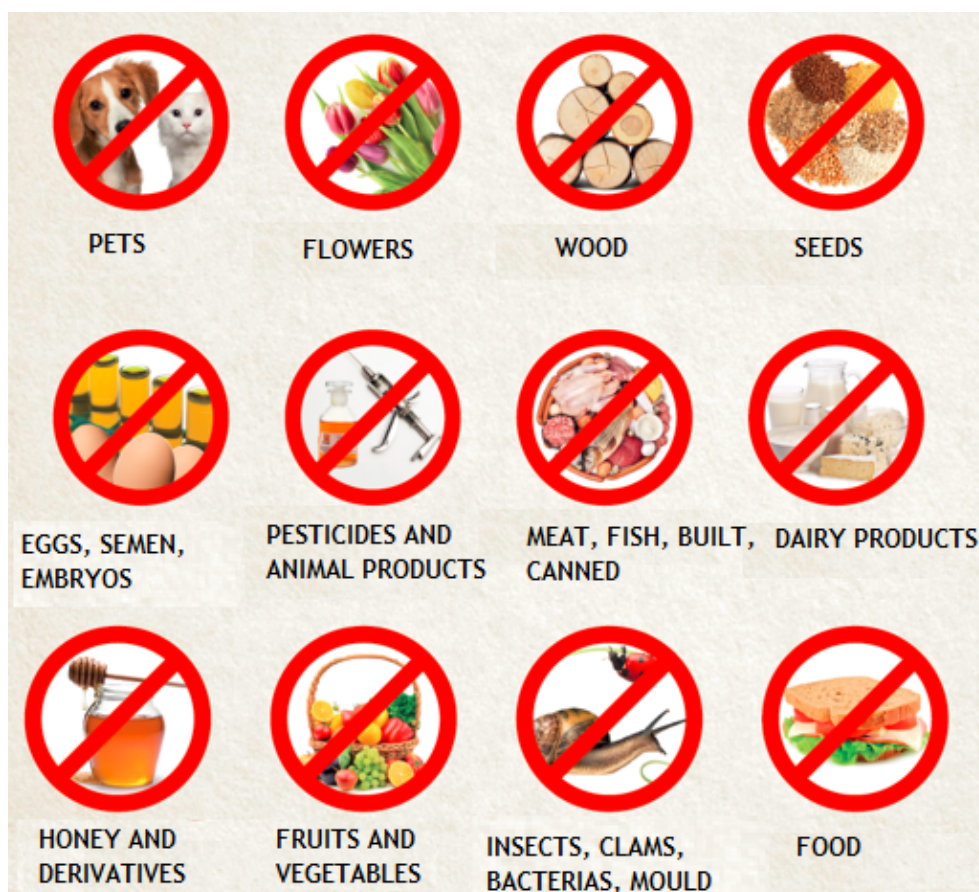 PETS
FLOWERS
WOOD
SEEDS
EGGS, SEMEN,
EMBRYOS
PESTICIDES AND
ANIMAL PRODUCTS
MEAT, FISH, BUILT,
CANNED
DAIRY PRODUCTS
HONEY AND
DERIVATIVES
FRUITS AND
VEGETABLES
INSECTS, CLAMS,
BACTERIAS, MOULD
FOOD